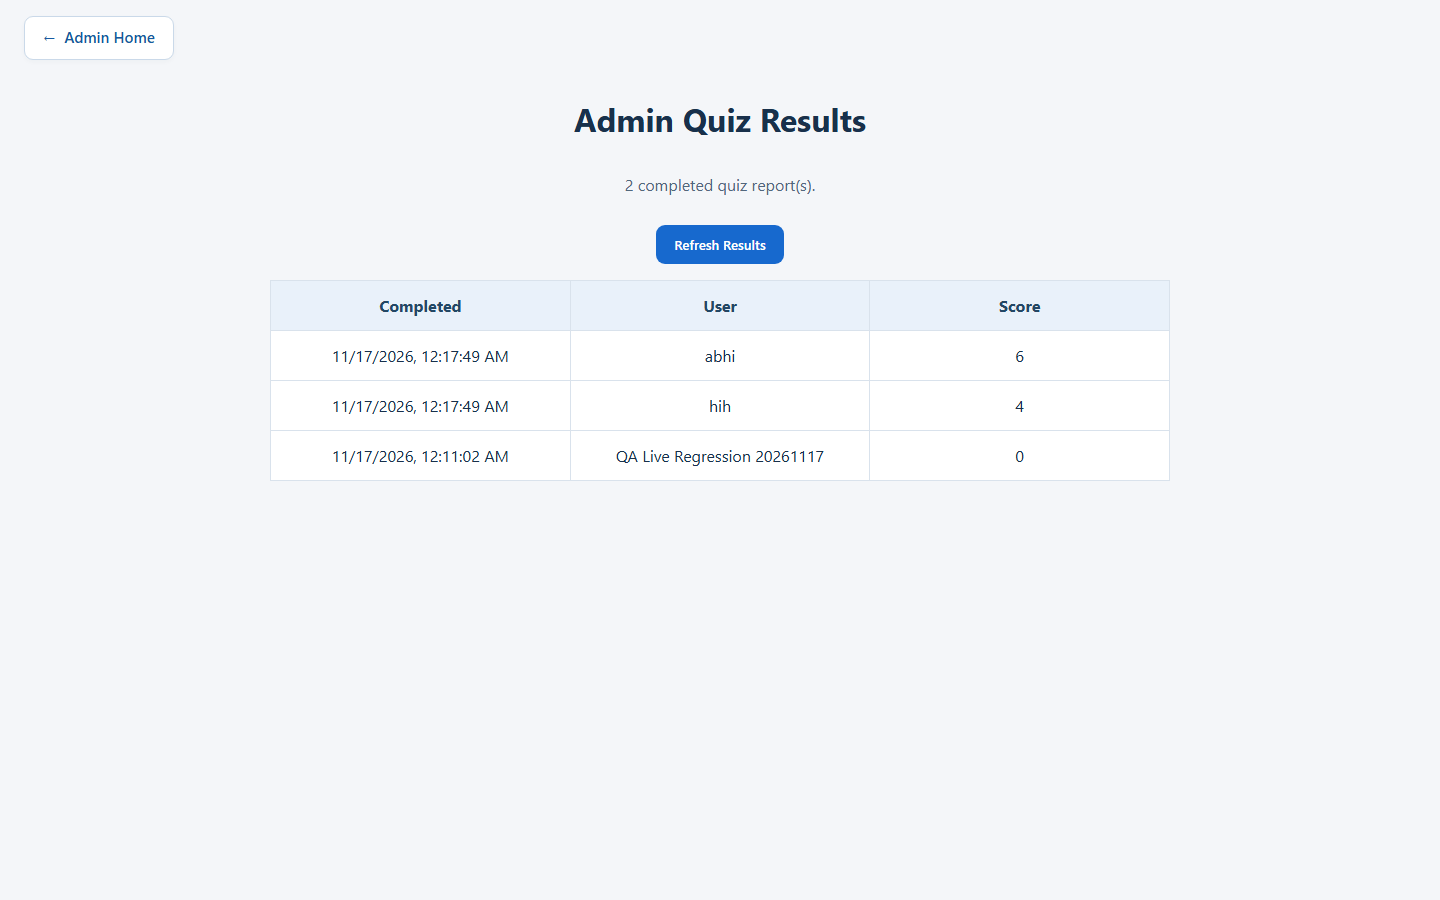 ← Admin Home
Admin Quiz Results
2 completed quiz report(s).
Refresh Results
Completed User Score
11/17/2026, 12:17:49 AM abhi 6
11/17/2026, 12:17:49 AM hih 4
11/17/2026, 12:11:02 AM QA Live Regression 20261117 0